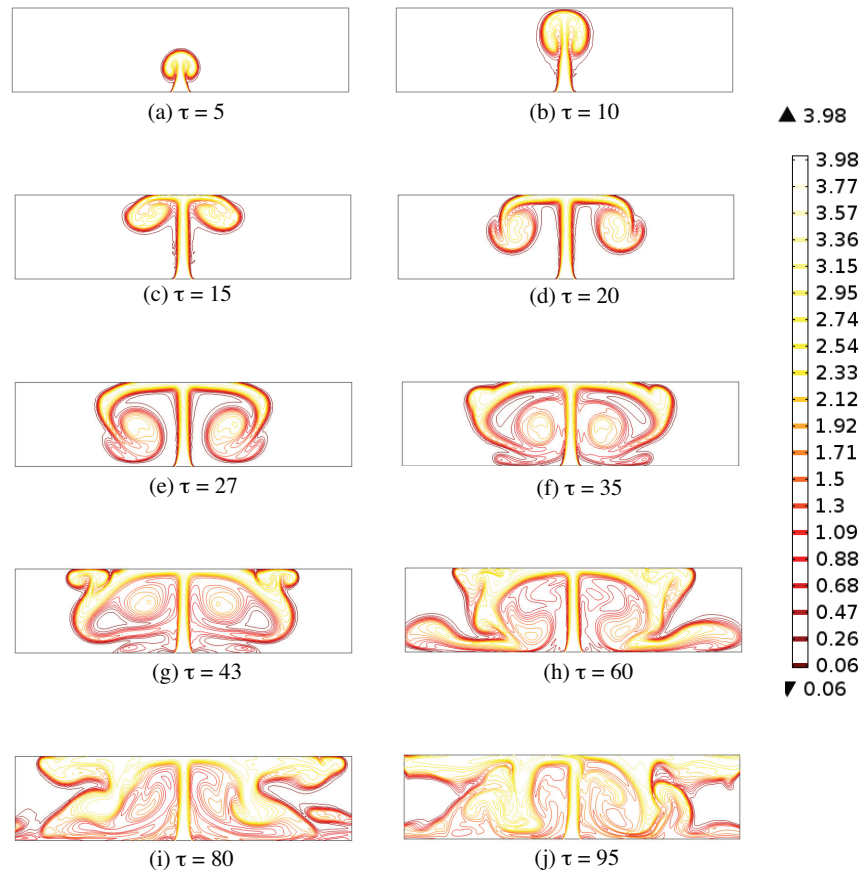 (a) τ = 5
(b) τ = 10
▲ 3.98
(c) τ = 15
(d) τ = 20
(e) τ = 27
(f) τ = 35
(g) τ = 43
(h) τ = 60
(i) τ = 80
(j) τ = 95
3.98
3.77
3.57
3.36
3.15
2.95
2.74
2.54
2.33
2.12
1.92
1.71
1.5
1.3
1.09
0.88
0.68
0.47
0.26
0.06
▼ 0.06